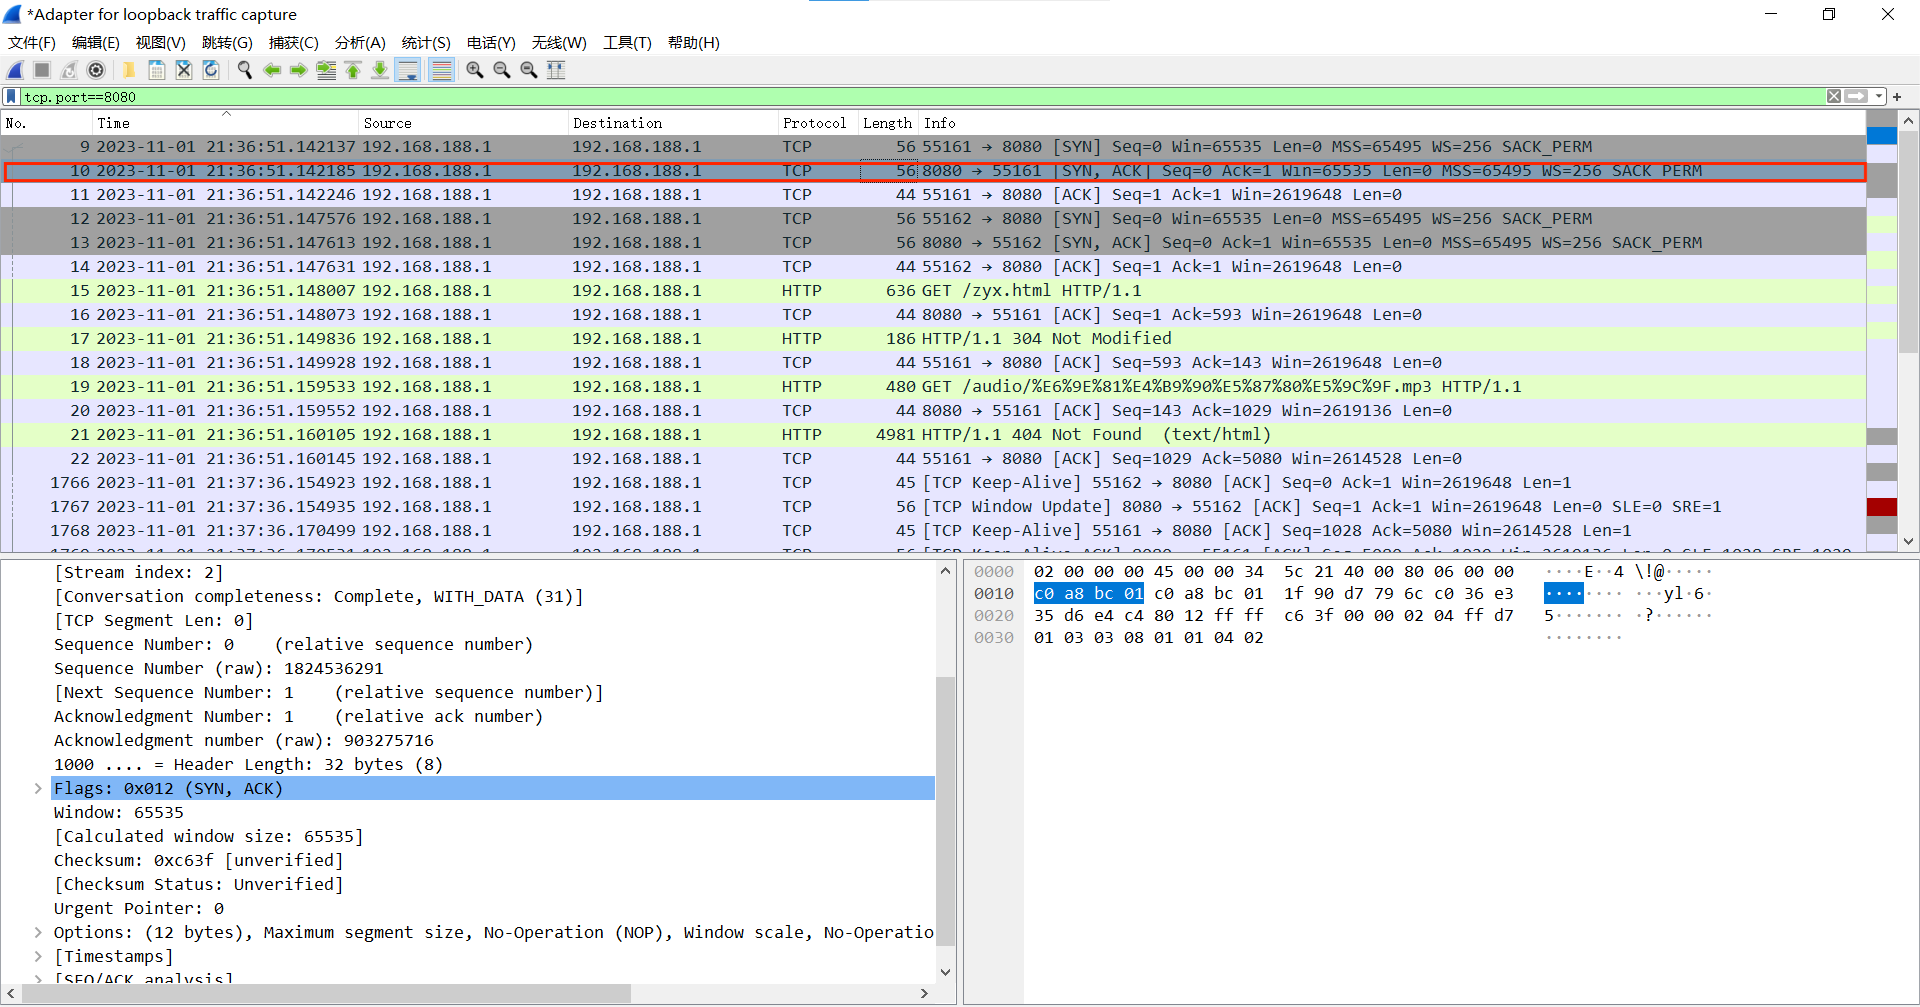 *Adapter for loopback traffic capture
文件(F) 编辑(E) 视图(V) 跳转(G) 捕获(C) 分析(A) 统计(S) 电话(Y) 无线(W) 工具(T) 帮助(H)
tcp.port==8080
No. Time Source Destination Protocol Length Info
9 2023-11-01 21:36:51.142137 192.168.188.1 192.168.188.1 TCP 56 55161 → 8080 [SYN] Seq=0 Win=65535 Len=0 MSS=65495 WS=256 SACK_PERM
10 2023-11-01 21:36:51.142185 192.168.188.1 192.168.188.1 TCP 56 8080 → 55161 [SYN, ACK] Seq=0 Ack=1 Win=65535 Len=0 MSS=65495 WS=256 SACK_PERM
11 2023-11-01 21:36:51.142246 192.168.188.1 192.168.188.1 TCP 44 55161 → 8080 [ACK] Seq=1 Ack=1 Win=2619648 Len=0
12 2023-11-01 21:36:51.147576 192.168.188.1 192.168.188.1 TCP 56 55162 → 8080 [SYN] Seq=0 Win=65535 Len=0 MSS=65495 WS=256 SACK_PERM
13 2023-11-01 21:36:51.147613 192.168.188.1 192.168.188.1 TCP 56 8080 → 55162 [SYN, ACK] Seq=0 Ack=1 Win=65535 Len=0 MSS=65495 WS=256 SACK_PERM
14 2023-11-01 21:36:51.147631 192.168.188.1 192.168.188.1 TCP 44 55162 → 8080 [ACK] Seq=1 Ack=1 Win=2619648 Len=0
15 2023-11-01 21:36:51.148007 192.168.188.1 192.168.188.1 HTTP 636 GET /zyx.html HTTP/1.1
16 2023-11-01 21:36:51.148073 192.168.188.1 192.168.188.1 TCP 44 8080 → 55161 [ACK] Seq=1 Ack=593 Win=2619648 Len=0
17 2023-11-01 21:36:51.149836 192.168.188.1 192.168.188.1 HTTP 186 HTTP/1.1 304 Not Modified
18 2023-11-01 21:36:51.149928 192.168.188.1 192.168.188.1 TCP 44 55161 → 8080 [ACK] Seq=593 Ack=143 Win=2619648 Len=0
19 2023-11-01 21:36:51.159533 192.168.188.1 192.168.188.1 HTTP 480 GET /audio/%E6%9E%81%E4%B9%90%E5%87%80%E5%9C%9F.mp3 HTTP/1.1
20 2023-11-01 21:36:51.159552 192.168.188.1 192.168.188.1 TCP 44 8080 → 55161 [ACK] Seq=143 Ack=1029 Win=2619136 Len=0
21 2023-11-01 21:36:51.160105 192.168.188.1 192.168.188.1 HTTP 4981 HTTP/1.1 404 Not Found (text/html)
22 2023-11-01 21:36:51.160145 192.168.188.1 192.168.188.1 TCP 44 55161 → 8080 [ACK] Seq=1029 Ack=5080 Win=2614528 Len=0
1766 2023-11-01 21:37:36.154923 192.168.188.1 192.168.188.1 TCP 45 [TCP Keep-Alive] 55162 → 8080 [ACK] Seq=0 Ack=1 Win=2619648 Len=1
1767 2023-11-01 21:37:36.154935 192.168.188.1 192.168.188.1 TCP 56 [TCP Window Update] 8080 → 55162 [ACK] Seq=1 Ack=1 Win=2619648 Len=0 SLE=0 SRE=1
1768 2023-11-01 21:37:36.170499 192.168.188.1 192.168.188.1 TCP 45 [TCP Keep-Alive] 55161 → 8080 [ACK] Seq=1028 Ack=5080 Win=2614528 Len=1
[Stream index: 2]
[Conversation completeness: Complete, WITH_DATA (31)]
[TCP Segment Len: 0]
Sequence Number: 0 (relative sequence number)
Sequence Number (raw): 1824536291
[Next Sequence Number: 1 (relative sequence number)]
Acknowledgment Number: 1 (relative ack number)
Acknowledgment number (raw): 903275716
1000 .... = Header Length: 32 bytes (8)
Flags: 0x012 (SYN, ACK)
Window: 65535
[Calculated window size: 65535]
Checksum: 0xc63f [unverified]
[Checksum Status: Unverified]
Urgent Pointer: 0
Options: (12 bytes), Maximum segment size, No-Operation (NOP), Window scale, No-Operatio
[Timestamps]
[SEQ/ACK analysis]
0000 02 00 00 00 45 00 00 34 5c 21 40 00 80 06 00 00 ····E··4 \!@·····
0010 c0 a8 bc 01 c0 a8 bc 01 1f 90 d7 79 6c c0 36 e3 ········ ···yl·6·
0020 35 d6 e4 c4 80 12 ff ff c6 3f 00 00 02 04 ff d7 5······· ·?······
0030 01 03 03 08 01 01 04 02 ········